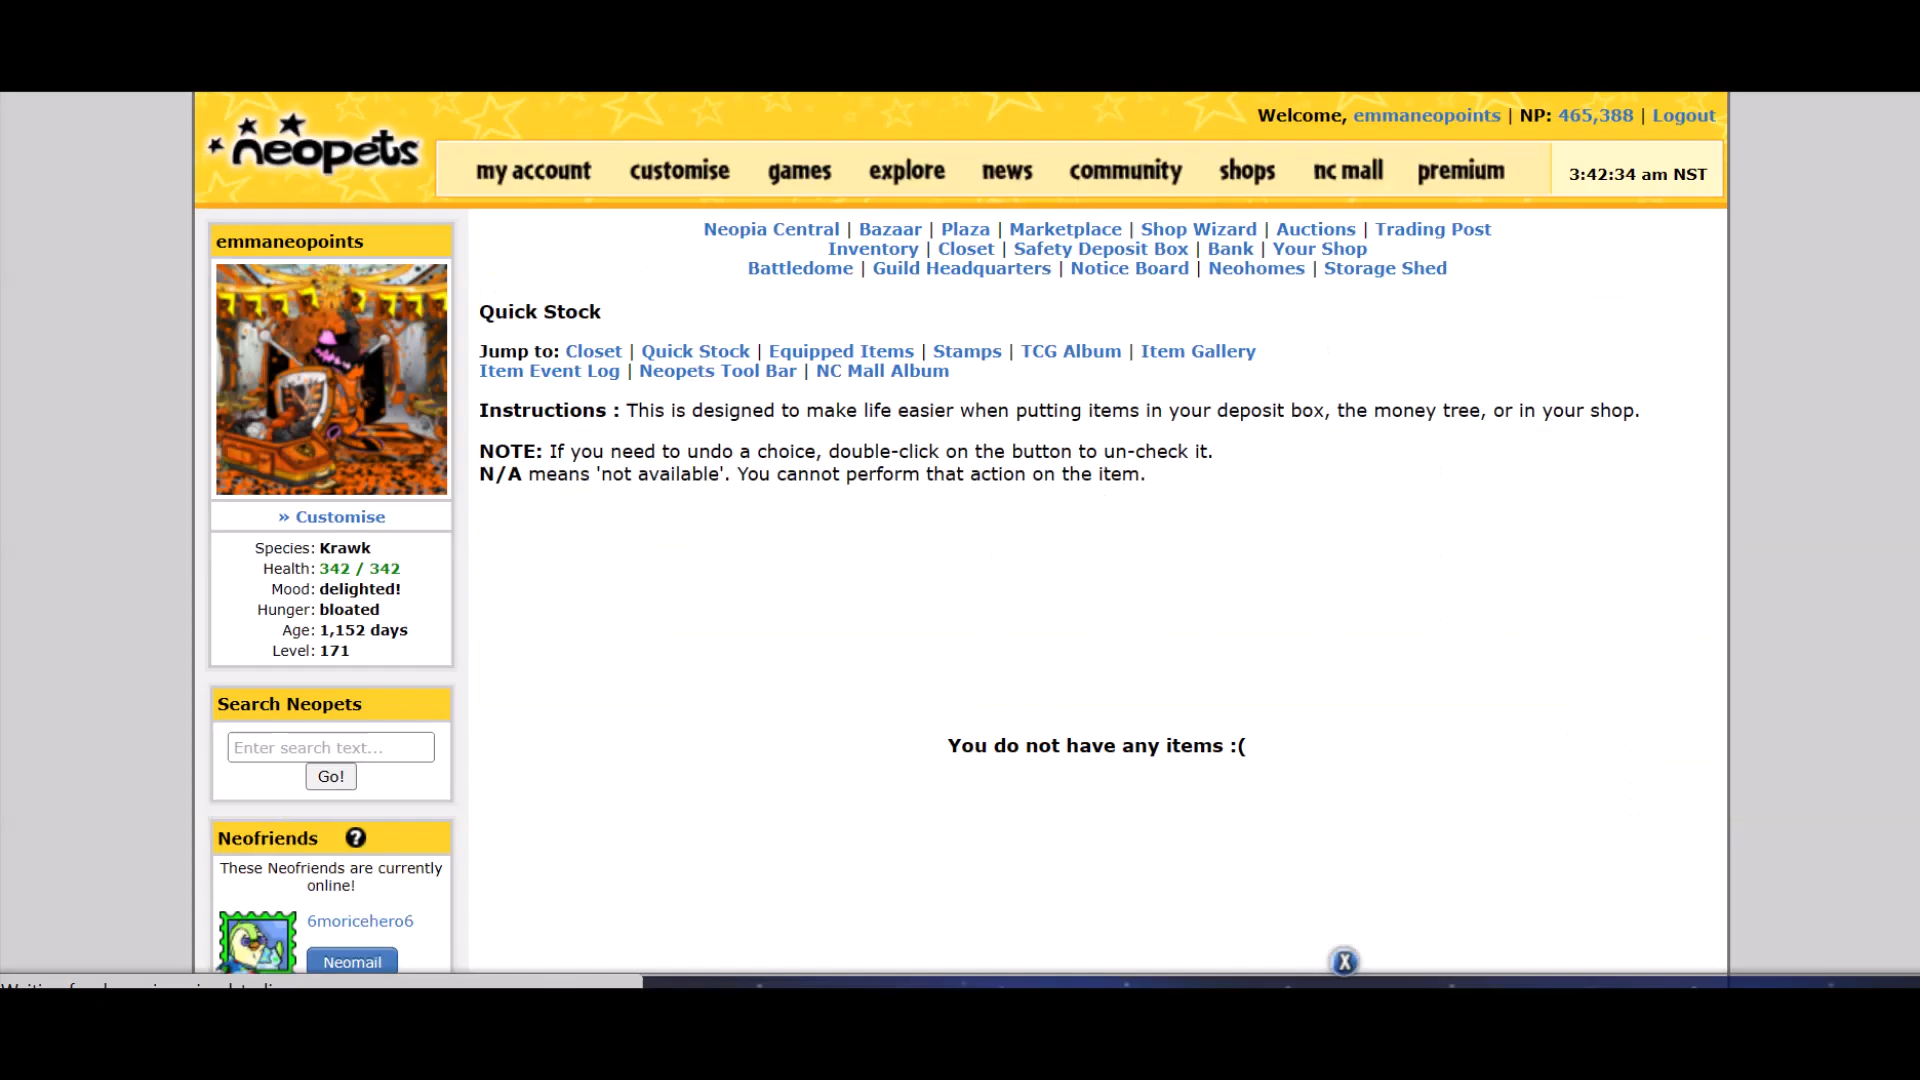 neopets
Welcome, emmaneopoints | NP: 465,388 | Logout
my account customise games explore news community shops nc mall premium
3:42:34 am NST
emmaneopoints
» Customise
Species: Krawk
Health: 342 / 342
Mood: delighted!
Hunger: bloated
Age: 1,152 days
Level: 171
Search Neopets
Enter search text...
Go!
Neofriends ?
These Neofriends are currently
online!
6moricehero6
Neomail
Neopia Central | Bazaar | Plaza | Marketplace | Shop Wizard | Auctions | Trading Post
Inventory | Closet | Safety Deposit Box | Bank | Your Shop
Battledome | Guild Headquarters | Notice Board | Neohomes | Storage Shed
Quick Stock
Jump to: Closet | Quick Stock | Equipped Items | Stamps | TCG Album | Item Gallery
Item Event Log | Neopets Tool Bar | NC Mall Album
Instructions : This is designed to make life easier when putting items in your deposit box, the money tree, or in your shop.
NOTE: If you need to undo a choice, double-click on the button to un-check it.
N/A means 'not available'. You cannot perform that action on the item.
You do not have any items :(
X